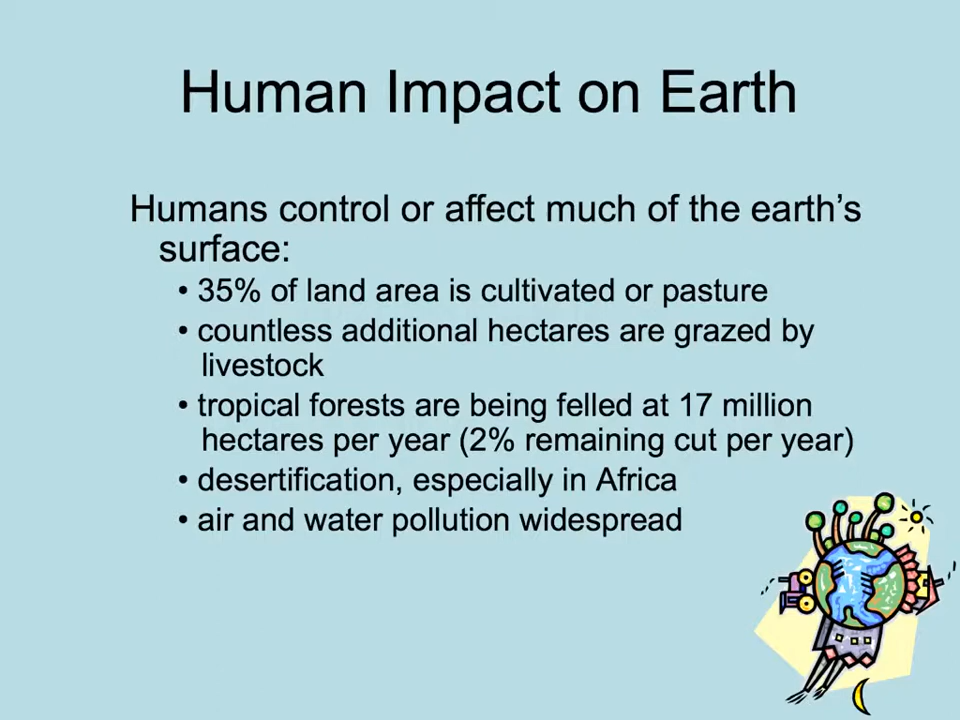 Human Impact on Earth
Humans control or affect much of the earth’s
surface:
• 35% of land area is cultivated or pasture
• countless additional hectares are grazed by
livestock
• tropical forests are being felled at 17 million
hectares per year (2% remaining cut per year)
• desertification, especially in Africa
• air and water pollution widespread